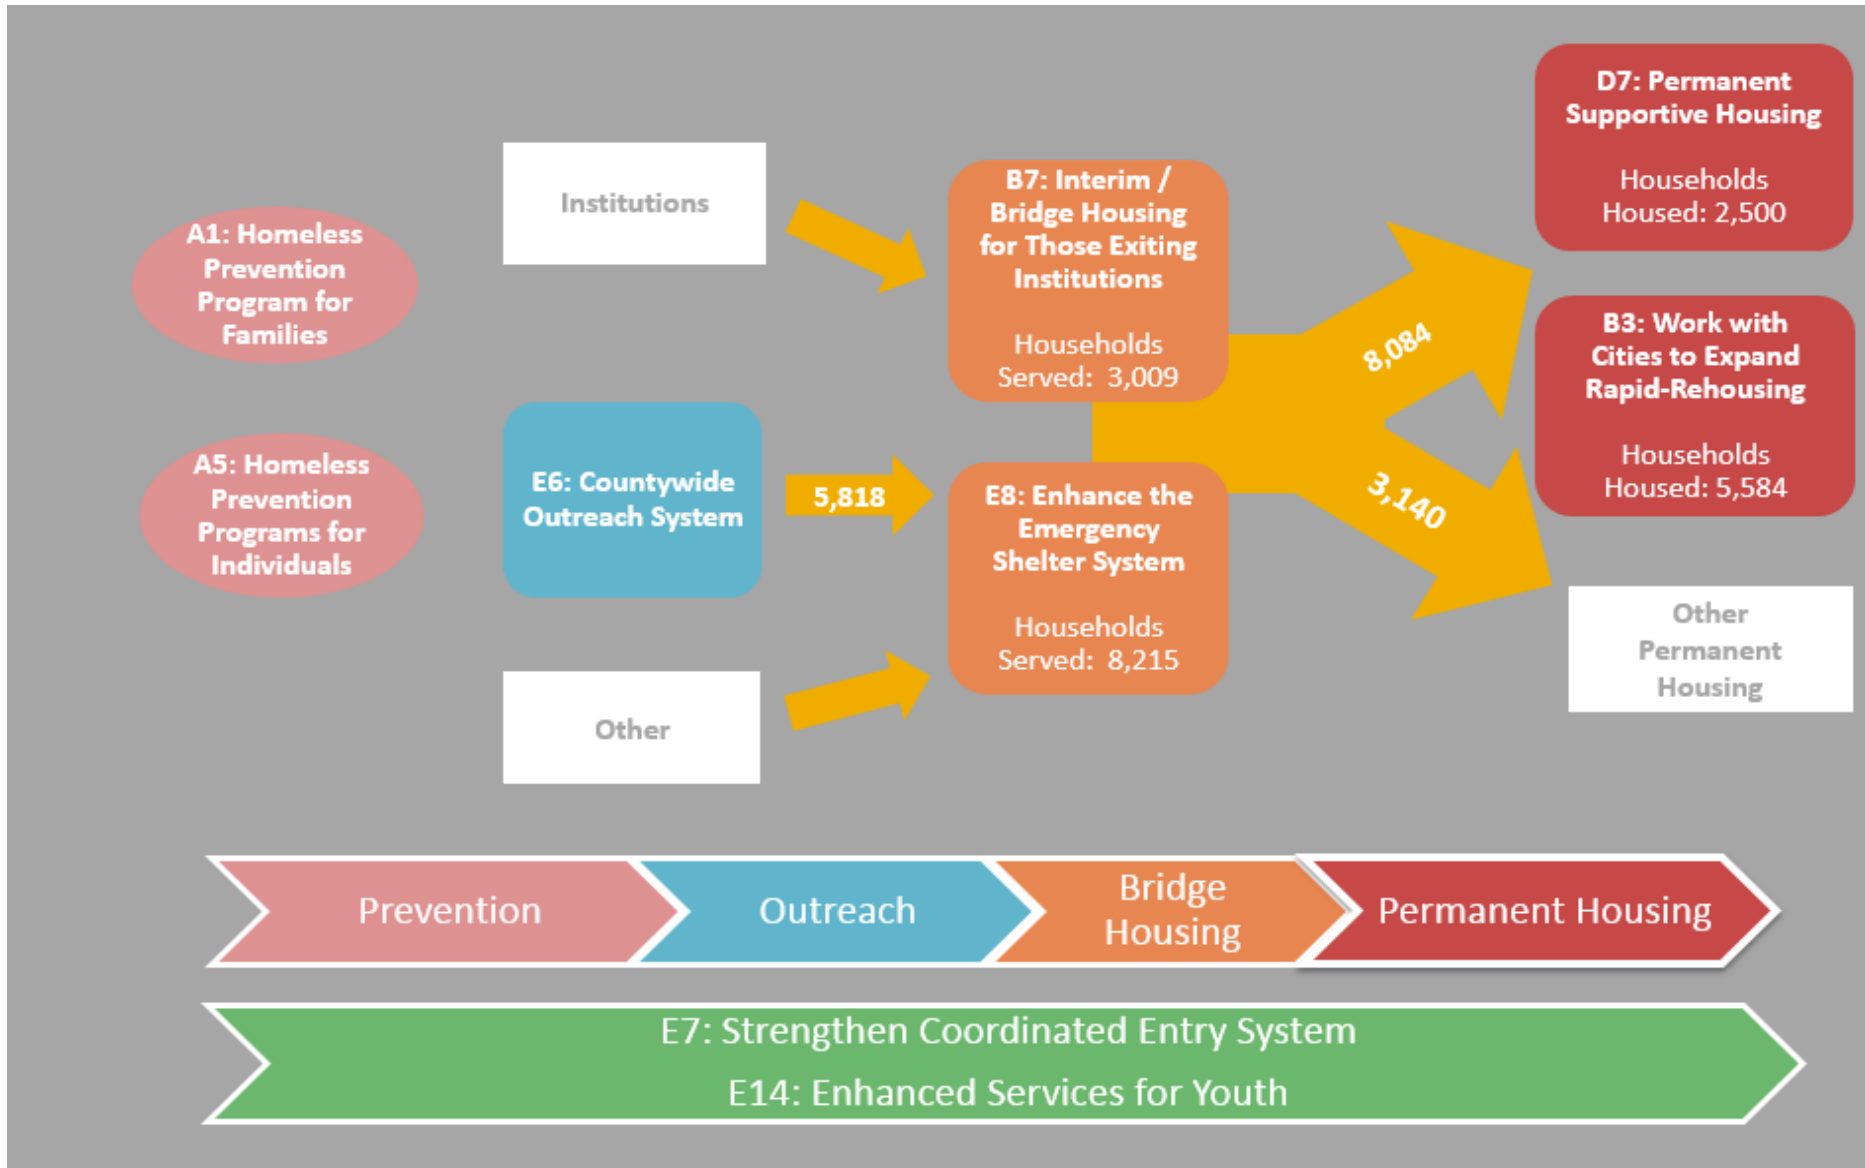 A1: Homeless
Prevention
Program for
Families
A5: Homeless
Prevention
Programs for
Individuals
Institutions
E6: Countywide
Outreach System
Other
5,818
B7: Interim /
Bridge Housing
for Those Exiting
Institutions
Households
Served: 3,009
E8: Enhance the
Emergency
Shelter System
Households
Served: 8,215
8,084
3,140
D7: Permanent
Supportive Housing
Households
Housed: 2,500
B3: Work with
Cities to Expand
Rapid-Rehousing
Households
Housed: 5,584
Other
Permanent
Housing
Prevention
Outreach
Bridge
Housing
Permanent Housing
E7: Strengthen Coordinated Entry System
E14: Enhanced Services for Youth